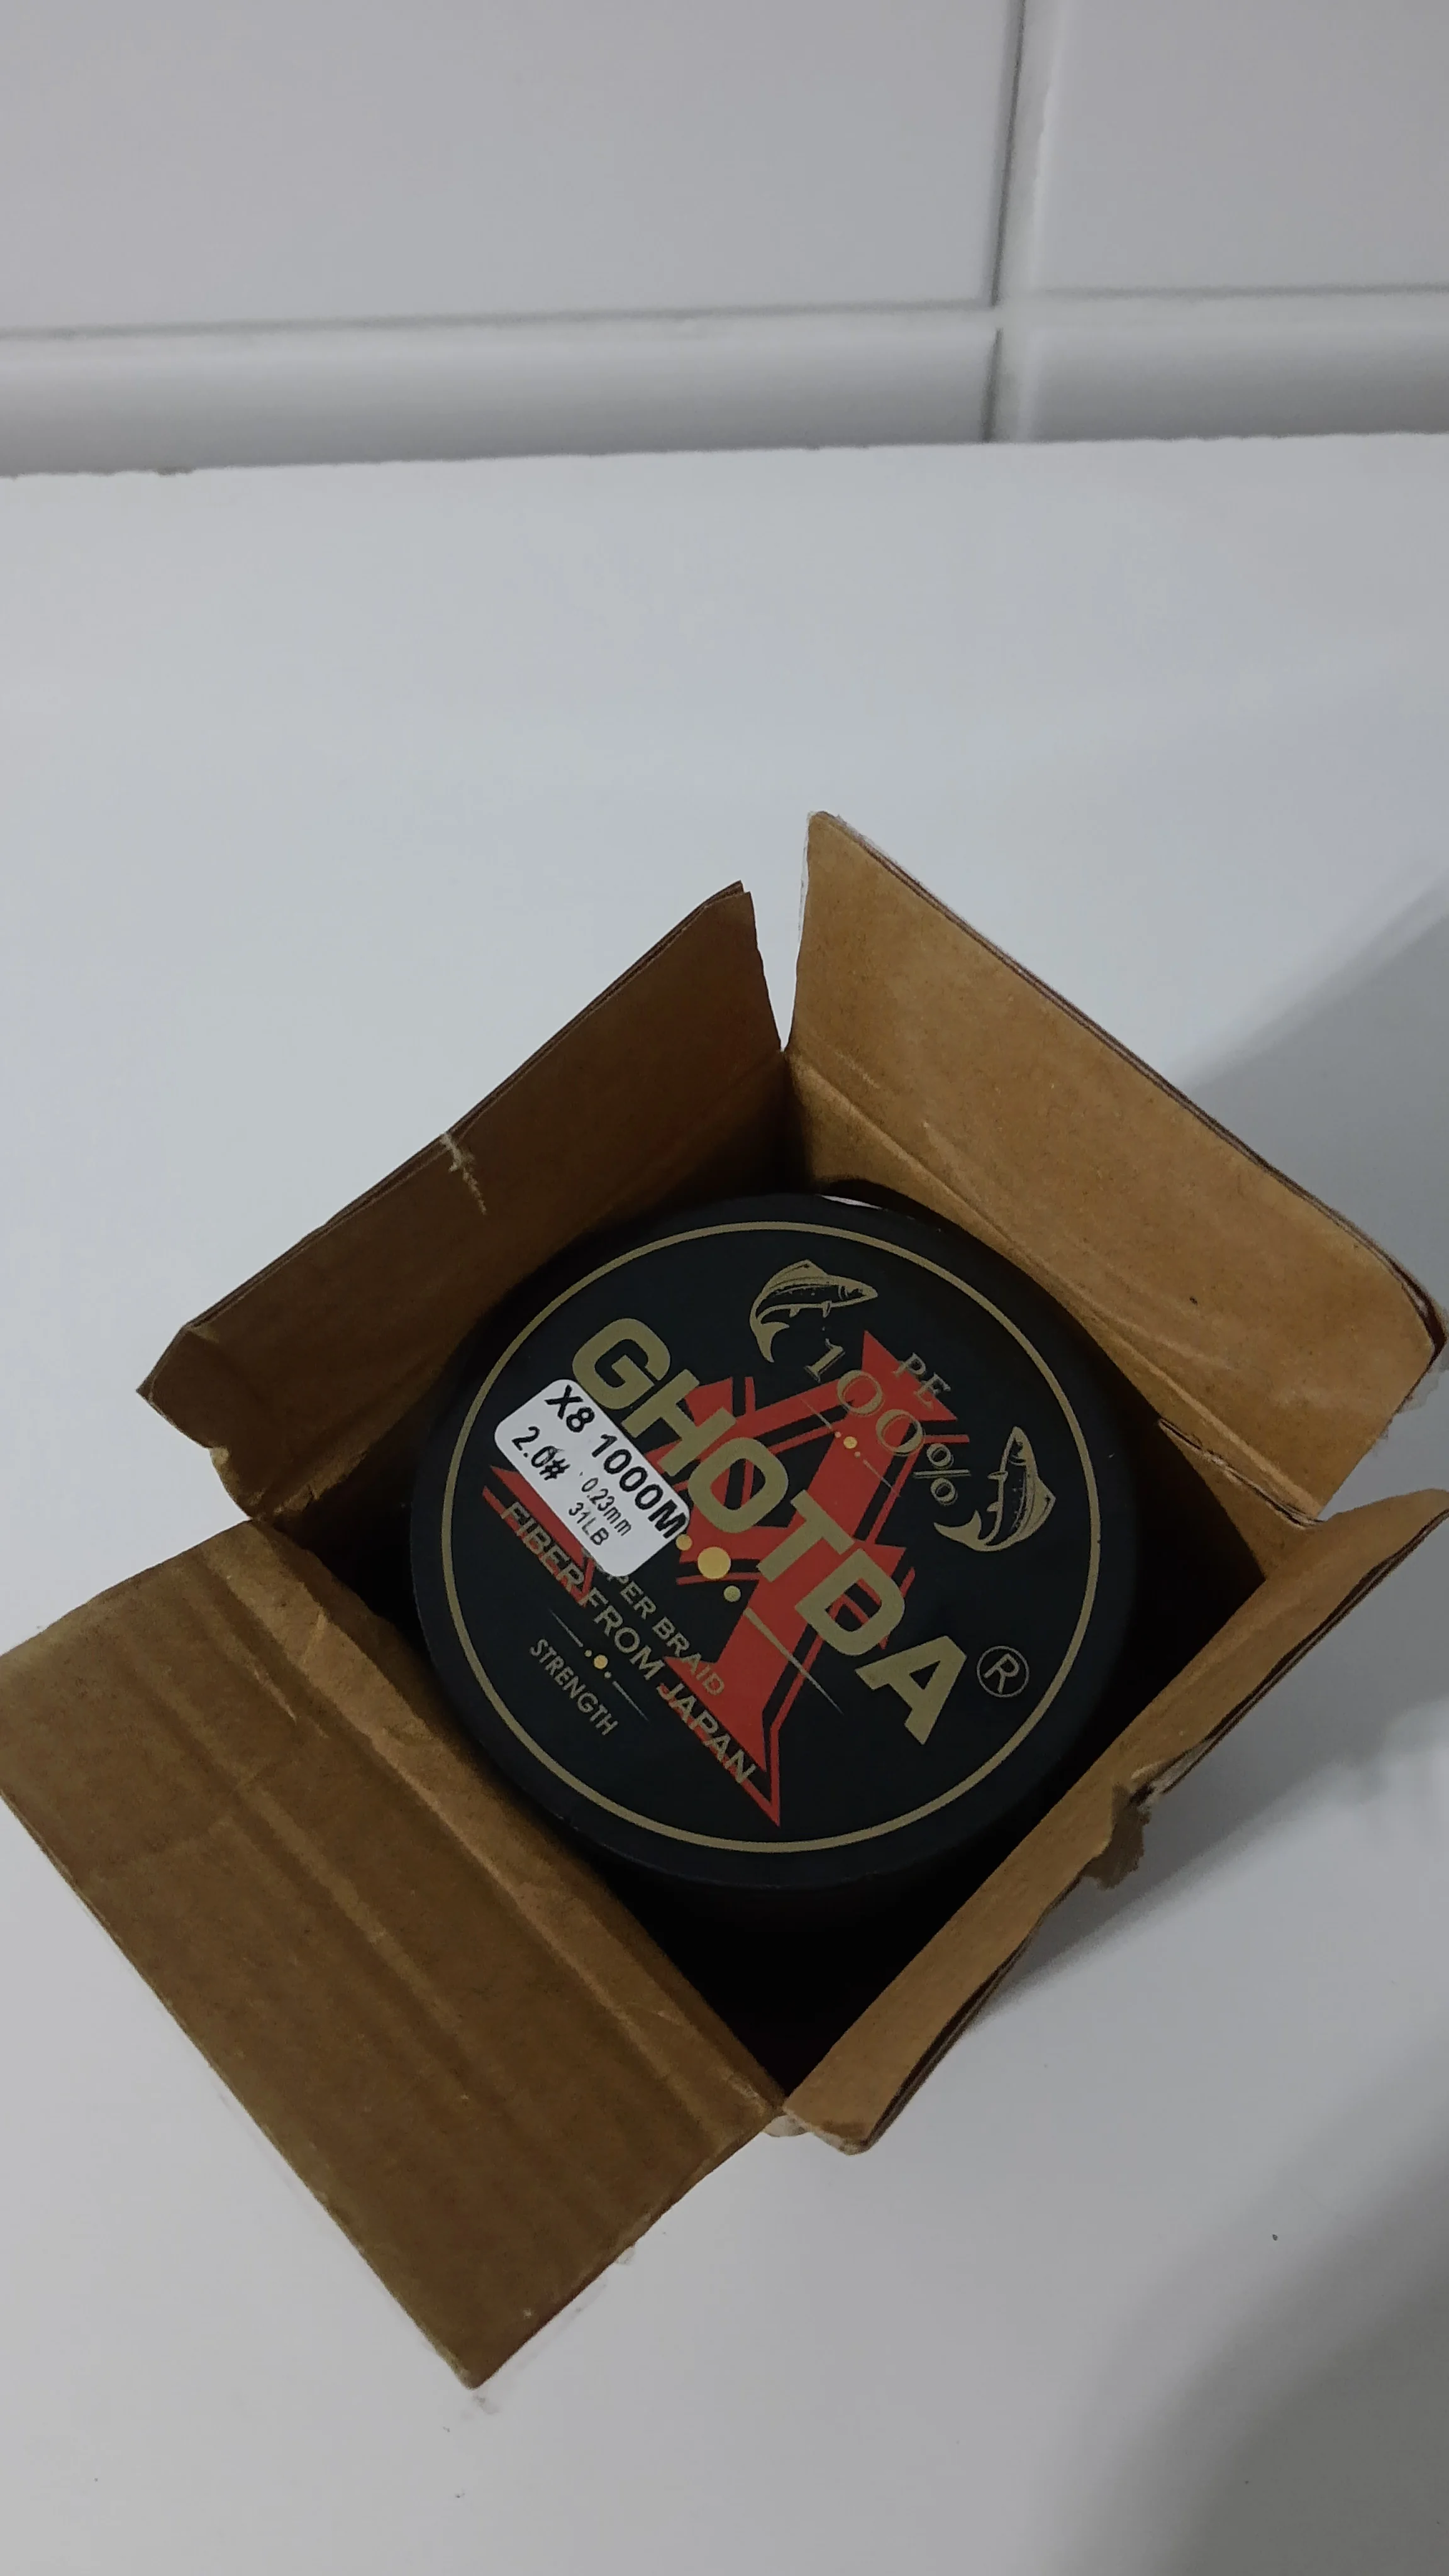 PE
100%
GHOTDA®
X8 1000M
2.0# 0.23mm
31LB
PER BRAID
FIBER FROM JAPAN
STRENGTH